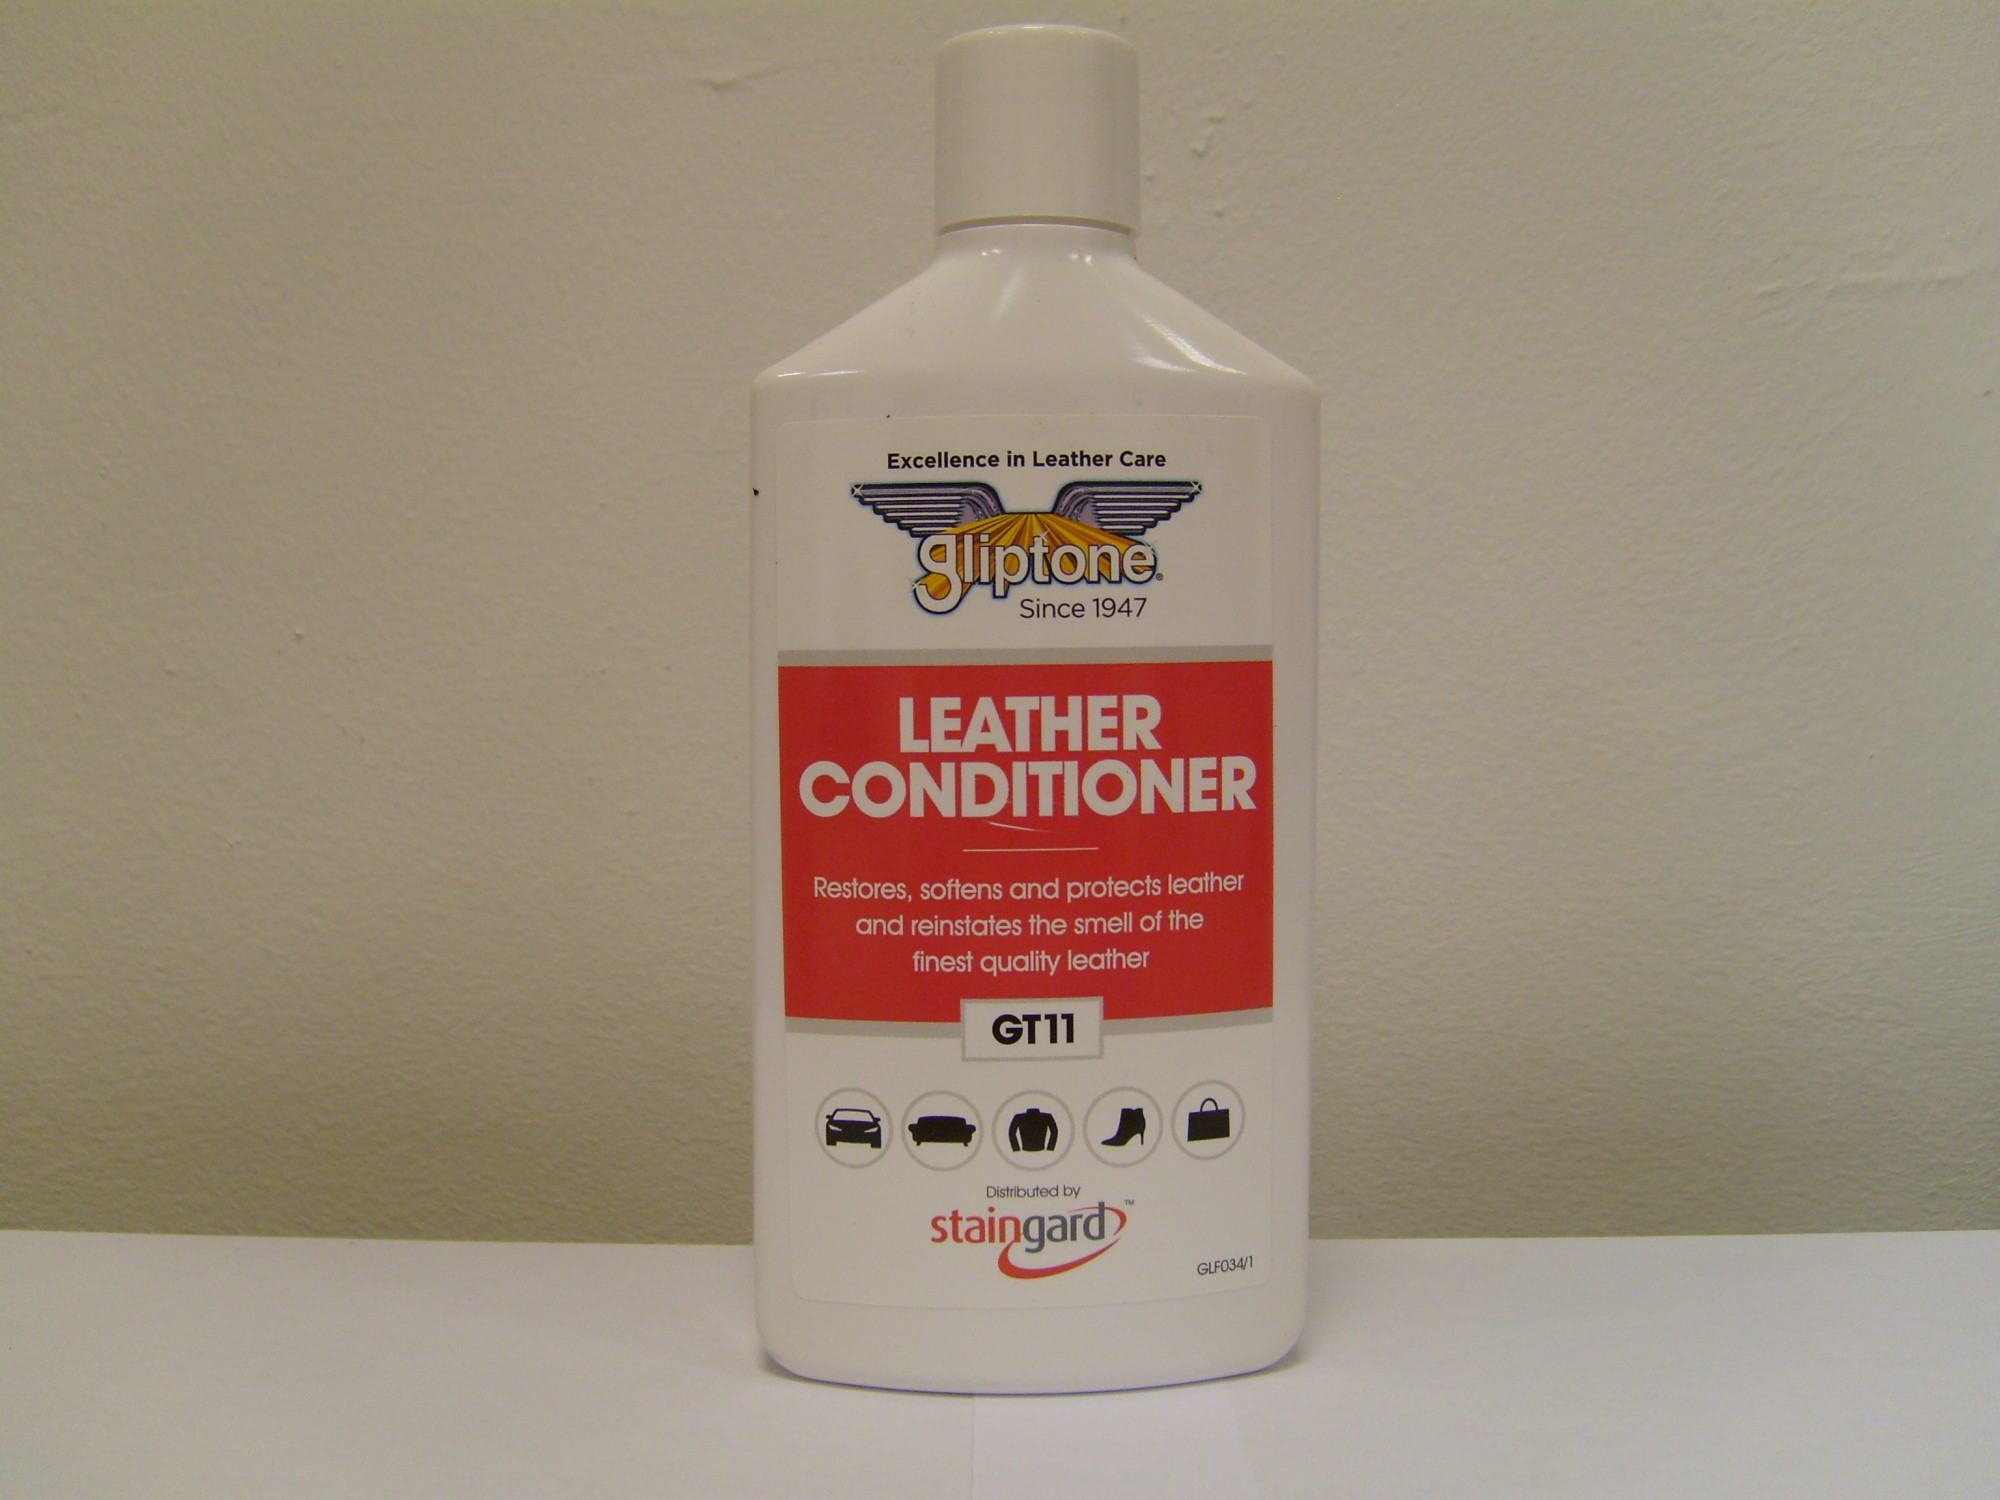 Excellence in Leather Care
gliptone®
Since 1947
LEATHER
CONDITIONER
Restores, softens and protects leather
and reinstates the smell of the
finest quality leather
GT11
Distributed by
staingard™
GLF034/1